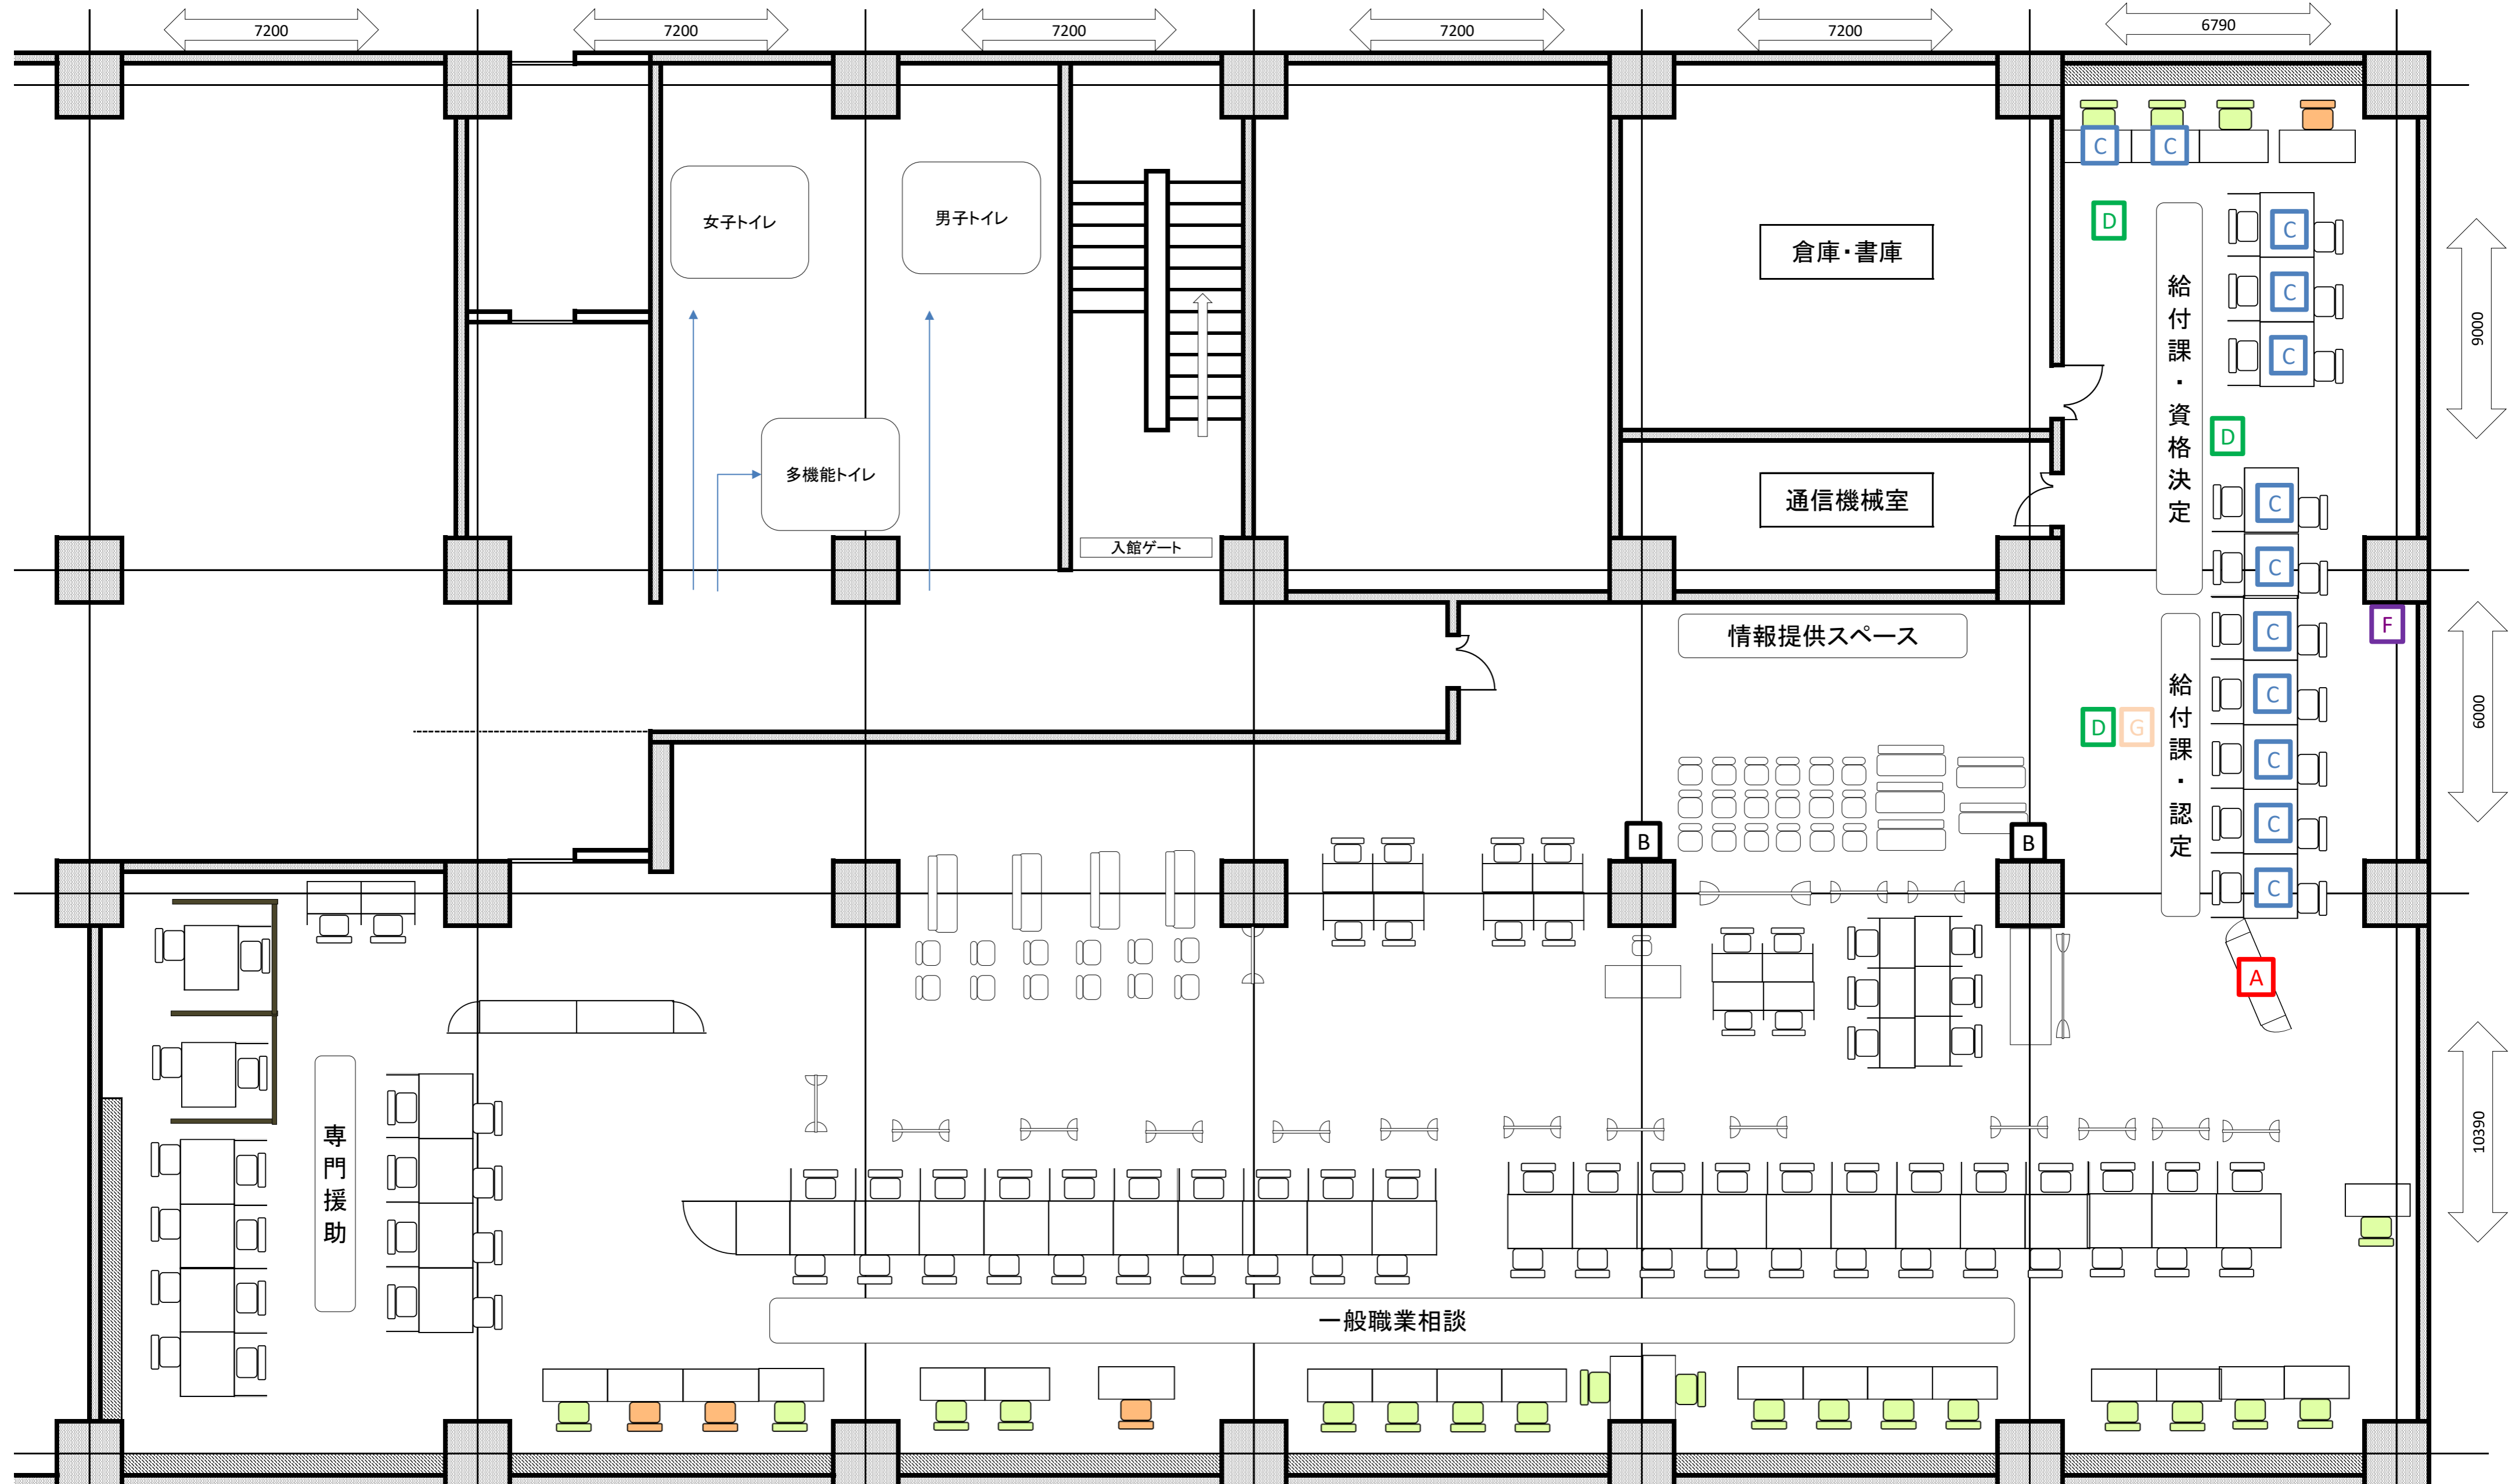 7200
7200
7200
7200
7200
6790
C
C
女子トイレ
男子トイレ
倉庫・書庫
D
C
C
C
給付課・資格決定
9000
D
多機能トイレ
通信機械室
入館ゲート
C
C
情報提供スペース
C
F
C
D
G
給付課・認定
C
6000
B
B
C
C
A
専門援助
10390
一般職業相談